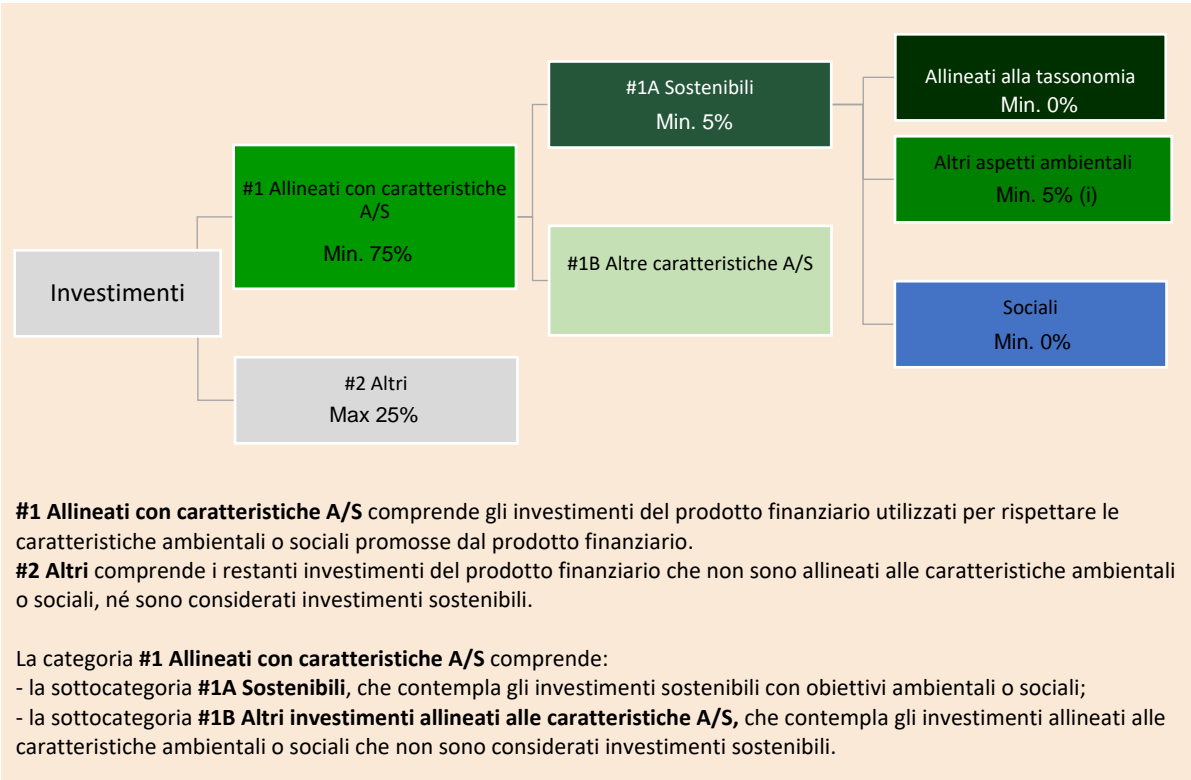 Investimenti
#1 Allineati con caratteristiche
A/S
Min. 75%
#2 Altri
Max 25%
#1A Sostenibili
Min. 5%
#1B Altre caratteristiche A/S
Allineati alla tassonomia
Min. 0%
Altri aspetti ambientali
Min. 5% (i)
Sociali
Min. 0%
#1 Allineati con caratteristiche A/S comprende gli investimenti del prodotto finanziario utilizzati per rispettare le
caratteristiche ambientali o sociali promosse dal prodotto finanziario.
#2 Altri comprende i restanti investimenti del prodotto finanziario che non sono allineati alle caratteristiche ambientali
o sociali, né sono considerati investimenti sostenibili.
La categoria #1 Allineati con caratteristiche A/S comprende:
- la sottocategoria #1A Sostenibili, che contempla gli investimenti sostenibili con obiettivi ambientali o sociali;
- la sottocategoria #1B Altri investimenti allineati alle caratteristiche A/S, che contempla gli investimenti allineati alle
caratteristiche ambientali o sociali che non sono considerati investimenti sostenibili.